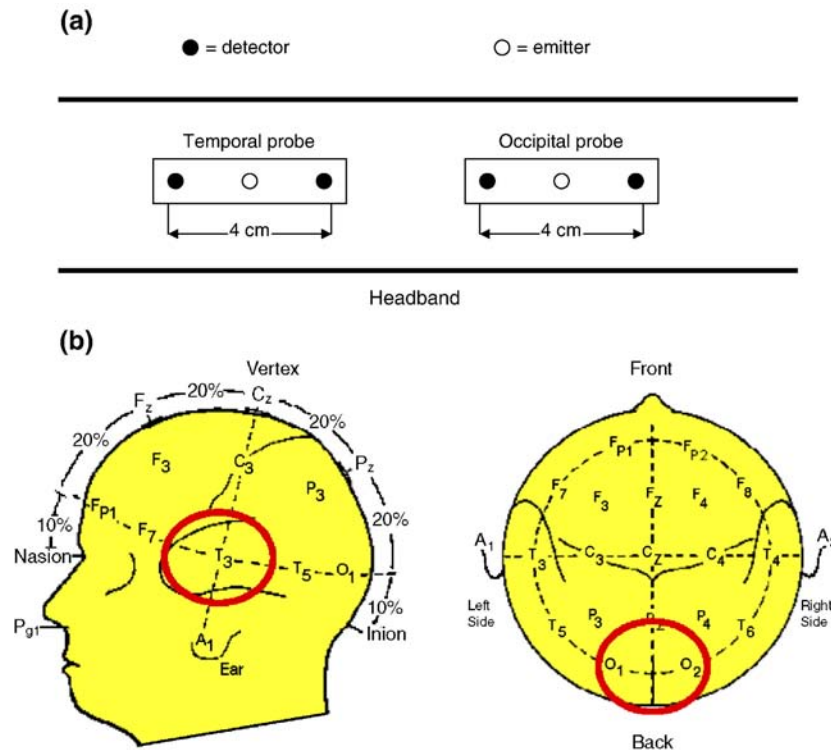 (a)
● = detector
○ = emitter
Temporal probe
Occipital probe
4 cm
4 cm
Headband
(b)
Vertex
20%
Cz
Fz
20%
20%
C3
F3
P3
Pz
FP1
F7
20%
10%
Nasion
T3
T5
O1
10%
Pg1
A1
Inion
Ear
Front
FP1
FP2
F7
F3
FZ
F4
F8
A1
T3
C3
CZ
C4
T4
Left
Side
Right
Side
T5
P3
P4
T6
O1
O2
Back